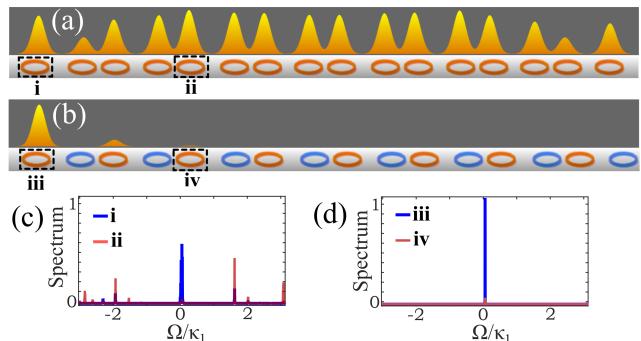 (a)
i
ii
(b)
iii
iv
(c)
i
ii
Spectrum
1
0
-2
0
2
Ω/κ₁
(d)
iii
iv
Spectrum
1
0
-2
0
2
Ω/κ₁